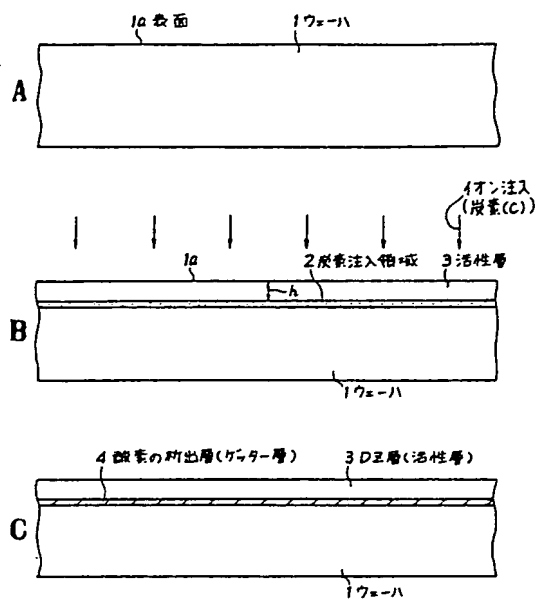 1a 表面
1ウェーハ
A
イオン注入
(炭素(C))
1a
2炭素注入領域
3 活性層
h
B
1ウェーハ
4 酸素の析出層(ゲッター層)
3 DZ層(活性層)
C
1ウェーハ